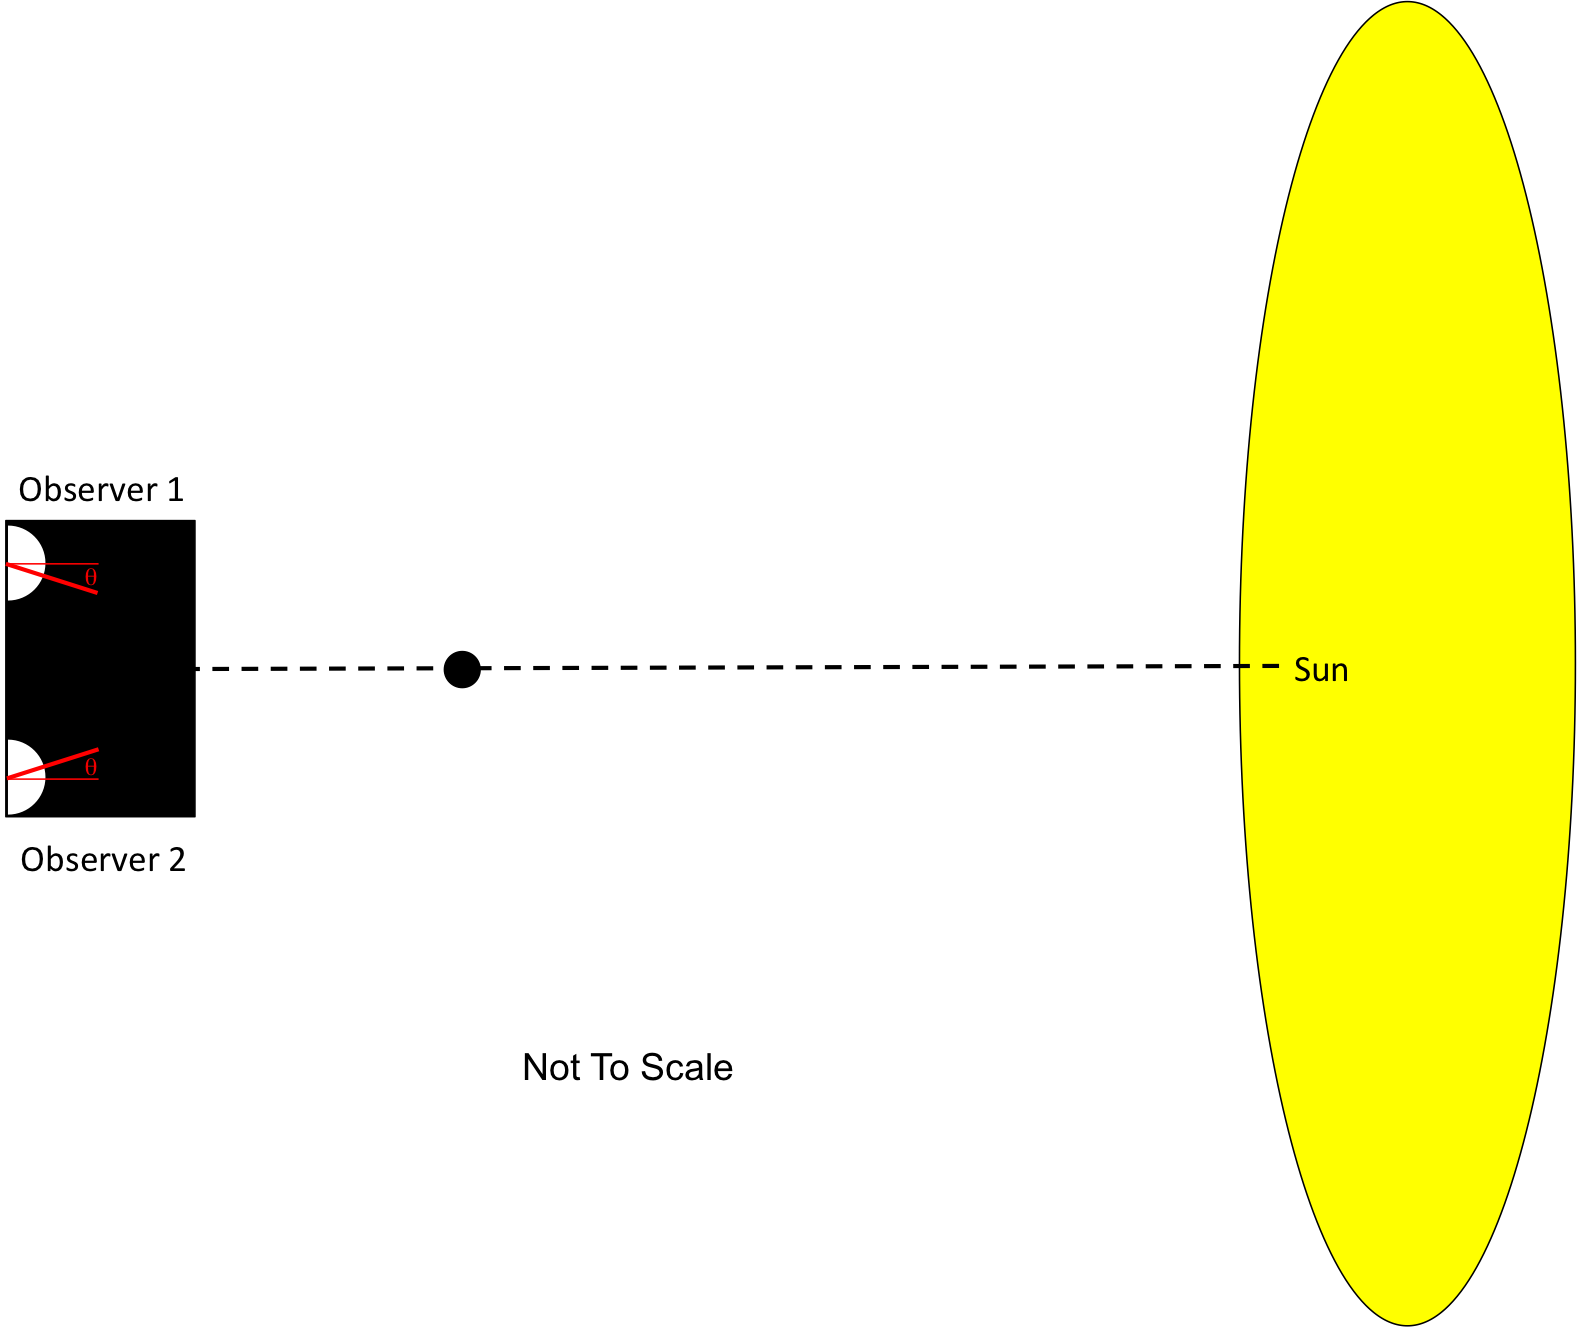 Observer 1
θ
Sun
θ
Observer 2
Not To Scale